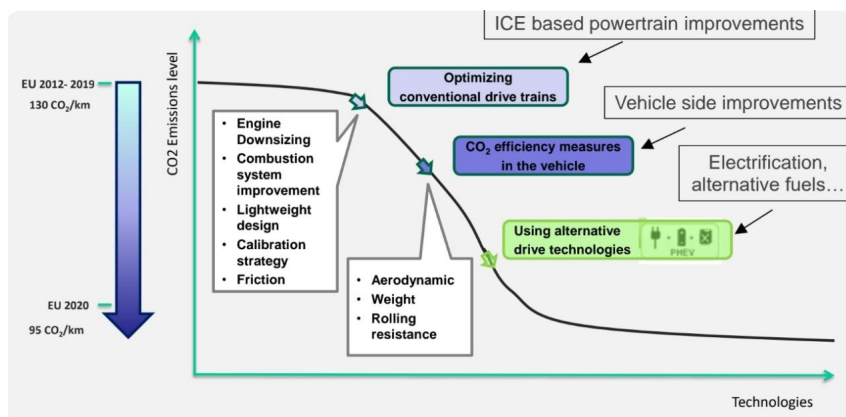 ICE based powertrain improvements
EU 2012- 2019
130 CO₂/km
CO2 Emissions level
Optimizing
conventional drive trains
Vehicle side improvements
• Engine
Downsizing
• Combustion
system
improvement
• Lightweight
design
• Calibration
strategy
• Friction
CO₂ efficiency measures
in the vehicle
Electrification,
alternative fuels…
Using alternative
drive technologies
PHEV
• Aerodynamic
• Weight
• Rolling
resistance
EU 2020
95 CO₂/km
Technologies